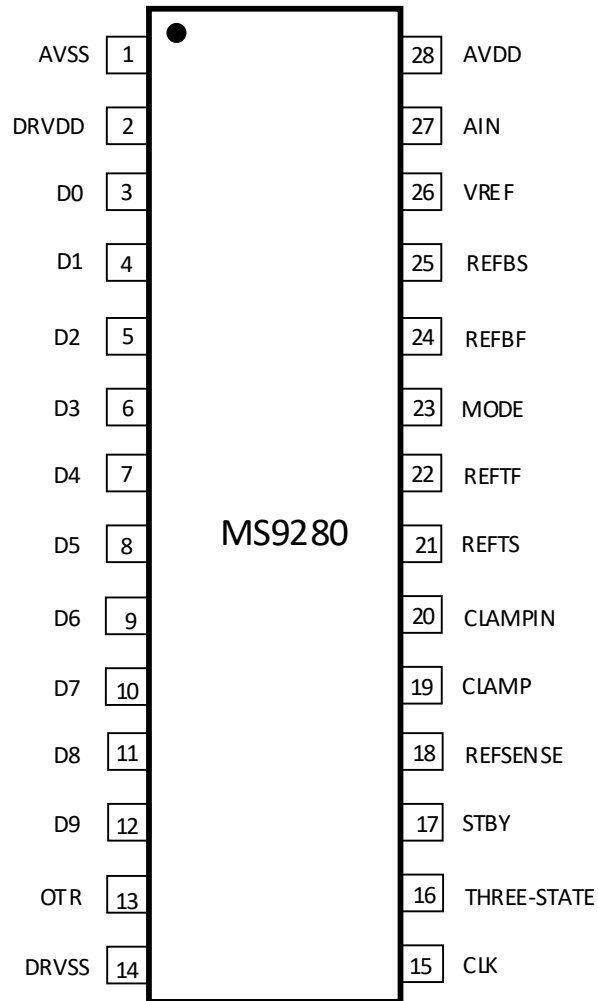 AVSS 1 28 AVDD
DRVDD 2 27 AIN
D0 3 26 VREF
D1 4 25 REFBS
D2 5 24 REFBF
D3 6 23 MODE
D4 7 22 REFTF
MS9280
D5 8 21 REFTS
D6 9 20 CLAMPIN
D7 10 19 CLAMP
D8 11 18 REFSENSE
D9 12 17 STBY
OTR 13 16 THREE-STATE
DRVSS 14 15 CLK